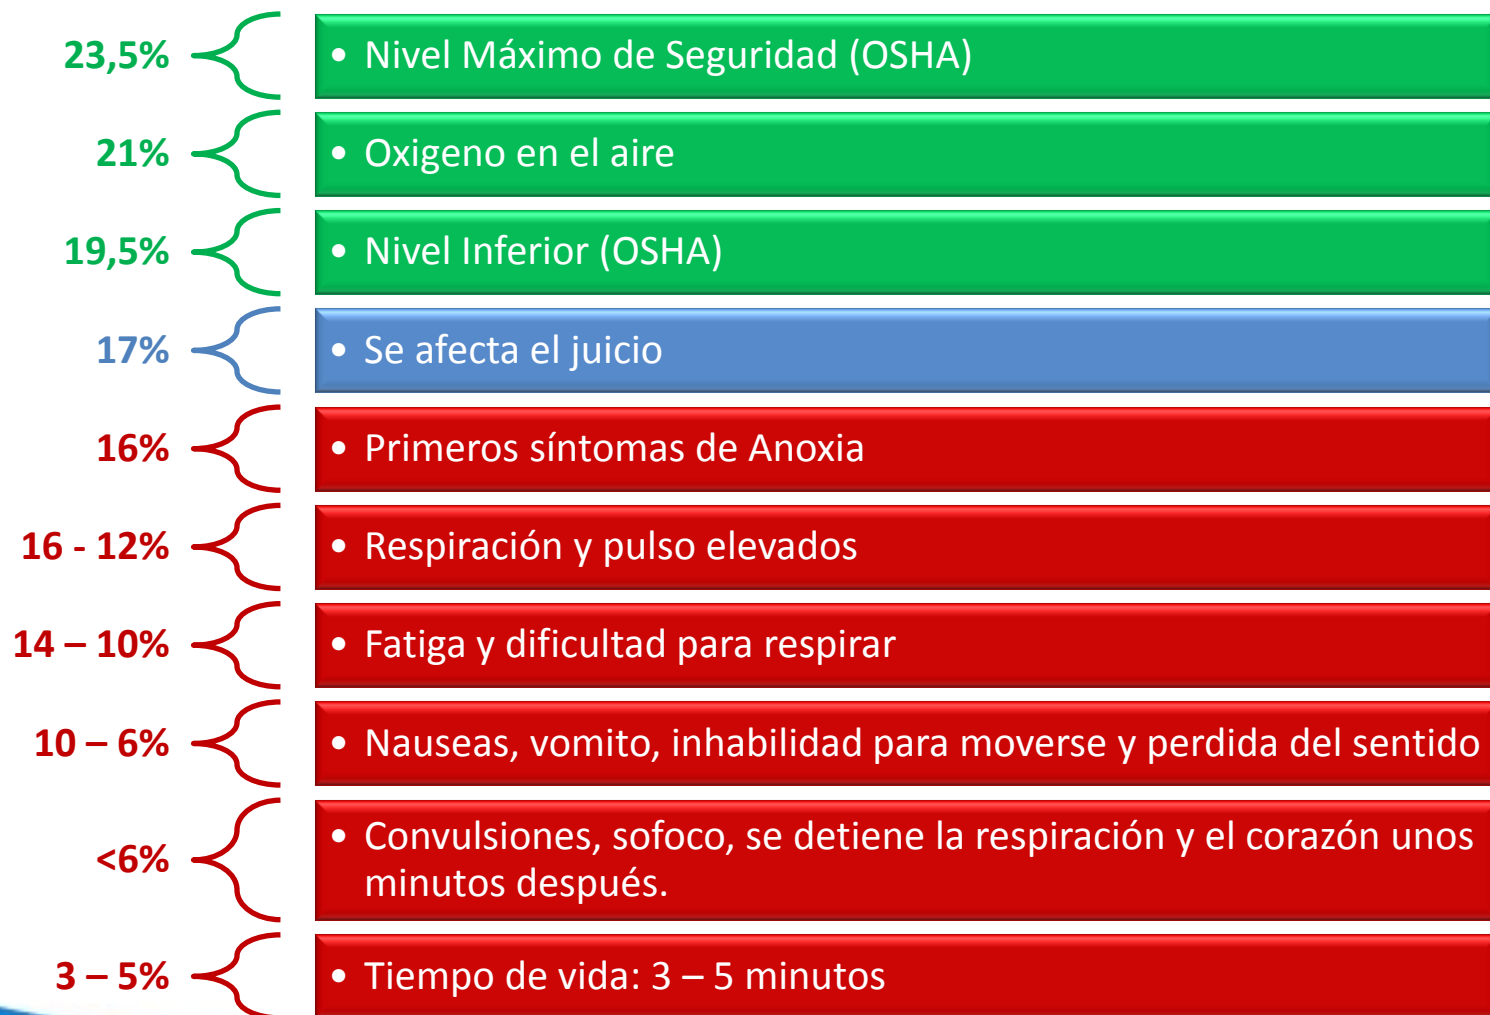 23,5%
• Nivel Máximo de Seguridad (OSHA)
21%
• Oxigeno en el aire
19,5%
• Nivel Inferior (OSHA)
17%
• Se afecta el juicio
16%
• Primeros síntomas de Anoxia
16 - 12%
• Respiración y pulso elevados
14 – 10%
• Fatiga y dificultad para respirar
10 – 6%
• Nauseas, vomito, inhabilidad para moverse y perdida del sentido
<6%
• Convulsiones, sofoco, se detiene la respiración y el corazón unos
minutos después.
3 – 5%
• Tiempo de vida: 3 – 5 minutos